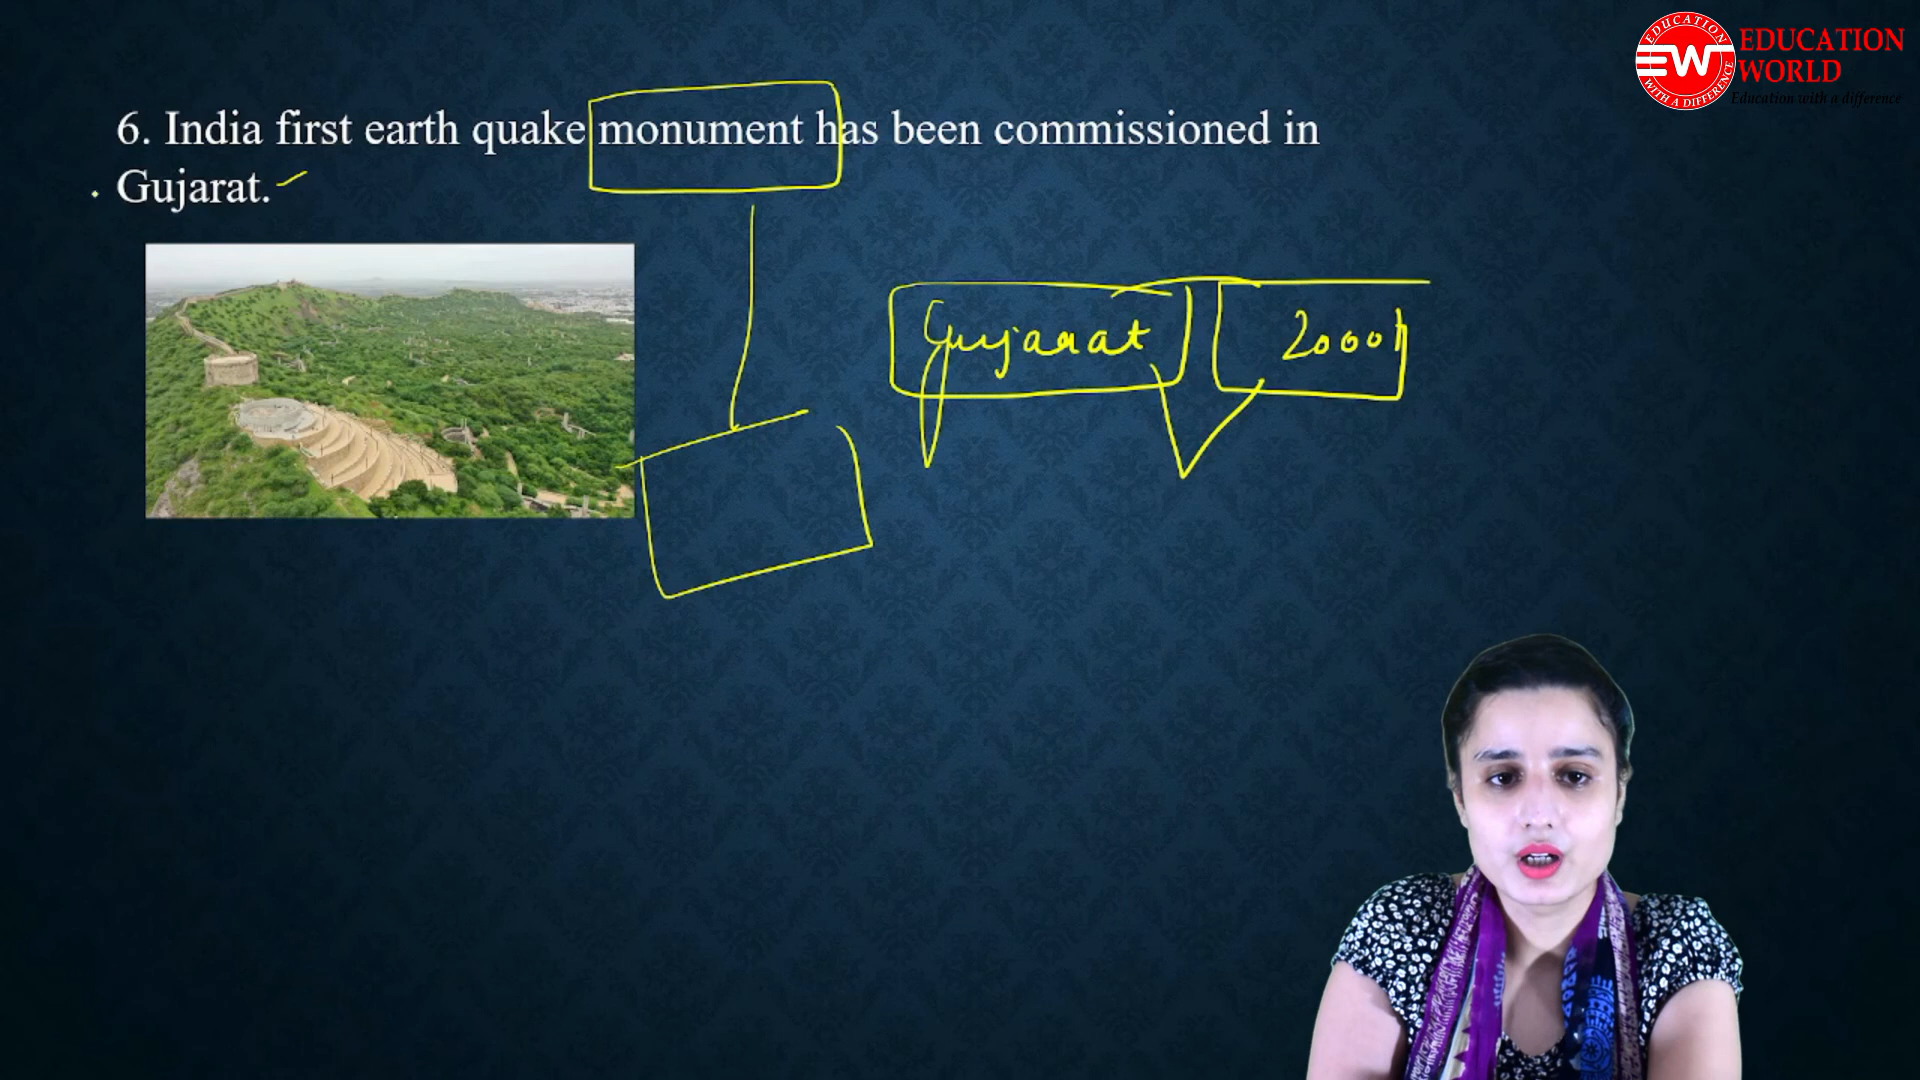 EDUCATION
WITH A DIFFERENCE
EW
EDUCATION
WORLD
Education with a difference
6. India first earth quake monument has been commissioned in
Gujarat.
Gujarat